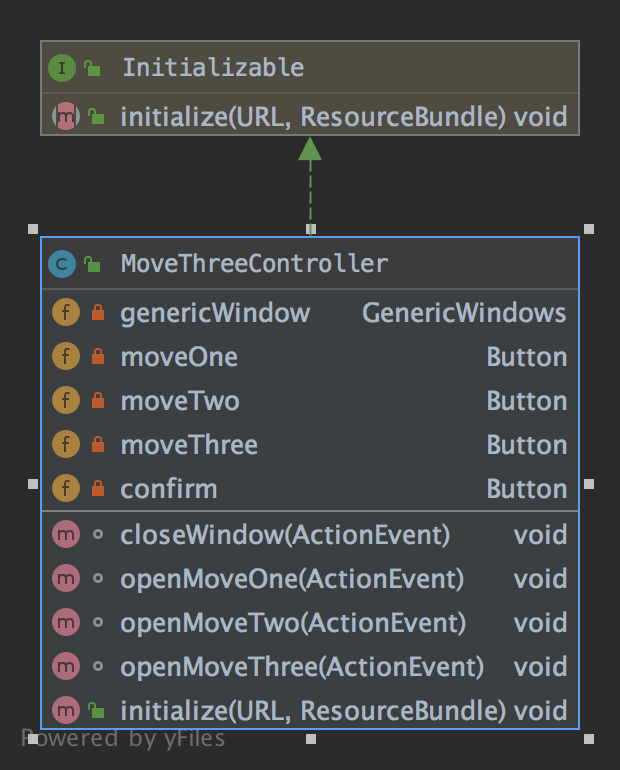 I Initializable
m initialize(URL, ResourceBundle) void
C MoveThreeController
f genericWindow GenericWindows
f moveOne Button
f moveTwo Button
f moveThree Button
f confirm Button
m closeWindow(ActionEvent) void
m openMoveOne(ActionEvent) void
m openMoveTwo(ActionEvent) void
m openMoveThree(ActionEvent) void
m initialize(URL, ResourceBundle) void
Powered by yFiles